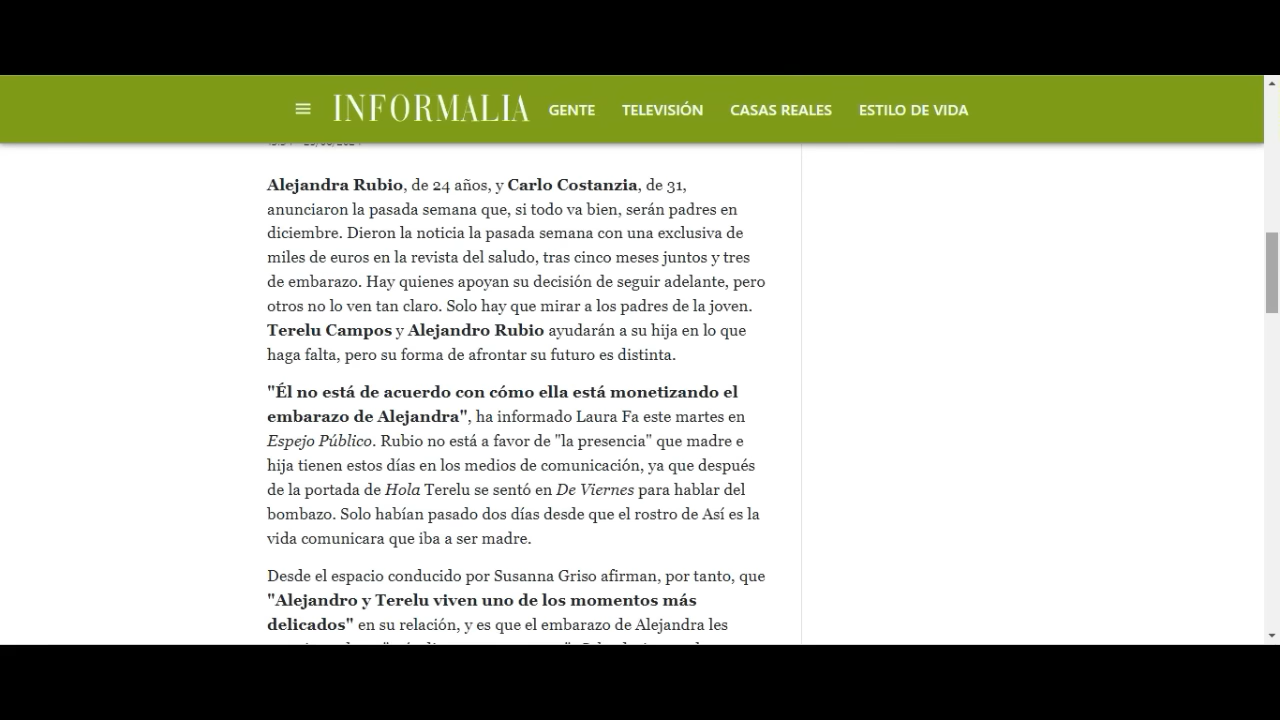 INFORMALIA GENTE TELEVISIÓN CASAS REALES ESTILO DE VIDA
Alejandra Rubio, de 24 años, y Carlo Costanzia, de 31,
anunciaron la pasada semana que, si todo va bien, serán padres en
diciembre. Dieron la noticia la pasada semana con una exclusiva de
miles de euros en la revista del saludo, tras cinco meses juntos y tres
de embarazo. Hay quienes apoyan su decisión de seguir adelante, pero
otros no lo ven tan claro. Solo hay que mirar a los padres de la joven.
Terelu Campos y Alejandro Rubio ayudarán a su hija en lo que
haga falta, pero su forma de afrontar su futuro es distinta.
"Él no está de acuerdo con cómo ella está monetizando el
embarazo de Alejandra", ha informado Laura Fa este martes en
Espejo Público. Rubio no está a favor de "la presencia" que madre e
hija tienen estos días en los medios de comunicación, ya que después
de la portada de Hola Terelu se sentó en De Viernes para hablar del
bombazo. Solo habían pasado dos días desde que el rostro de Así es la
vida comunicara que iba a ser madre.
Desde el espacio conducido por Susanna Griso afirman, por tanto, que
"Alejandro y Terelu viven uno de los momentos más
delicados" en su relación, y es que el embarazo de Alejandra les